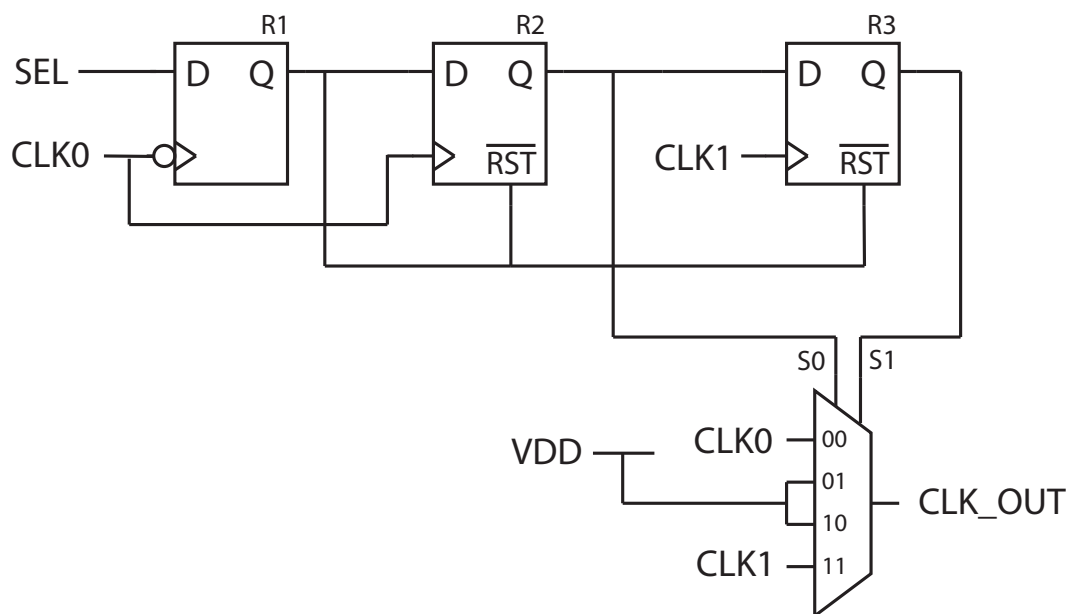 R1 R2 R3
SEL D Q D Q D Q
CLK0 RST CLK1 RST
S0 S1
CLK0 00
VDD 01
10 CLK_OUT
CLK1 11